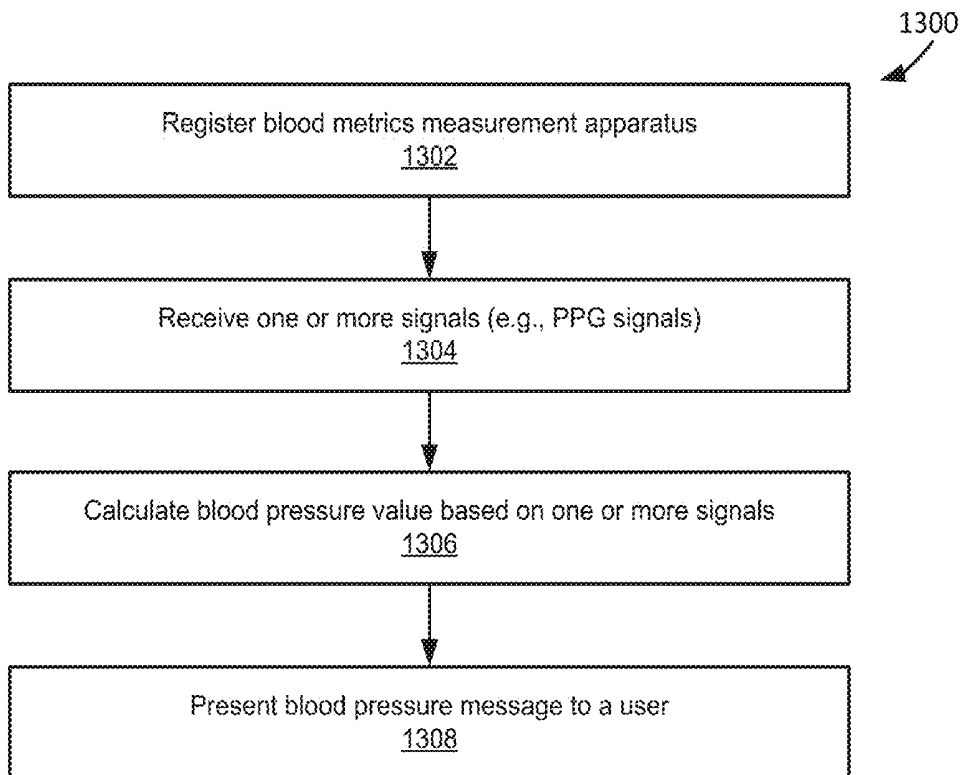 1300
Register blood metrics measurement apparatus
1302
Receive one or more signals (e.g., PPG signals)
1304
Calculate blood pressure value based on one or more signals
1306
Present blood pressure message to a user
1308